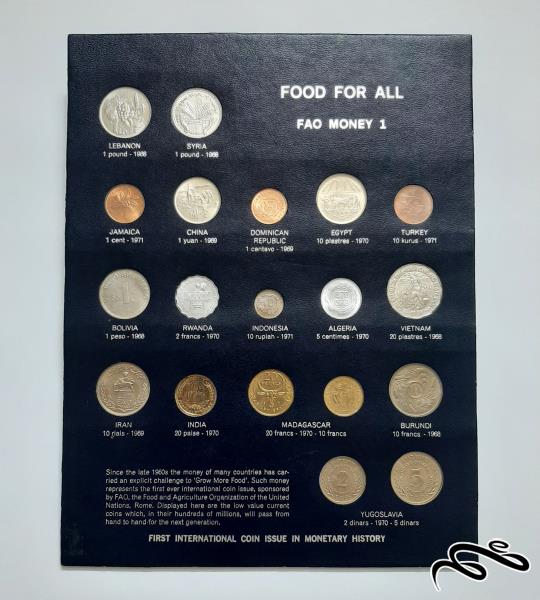 FOOD FOR ALL
FAO MONEY 1
LEBANON
1 pound - 1968
SYRIA
1 pound - 1968
JAMAICA
1 cent - 1971
CHINA
1 yuan - 1969
DOMINICAN
REPUBLIC
1 centavo - 1969
EGYPT
10 piastres - 1970
TURKEY
10 kurus - 1971
BOLIVIA
1 peso - 1968
RWANDA
2 francs - 1970
INDONESIA
10 rupiah - 1971
ALGERIA
5 centimes - 1970
VIETNAM
20 piastres - 1968
IRAN
10 rials - 1969
INDIA
20 paise - 1970
MADAGASCAR
20 francs - 1970 - 10 francs
BURUNDI
10 francs - 1968
2
5
YUGOSLAVIA
2 dinars - 1970 - 5 dinars
Since the late 1960s the money of many countries has car-
ried an explicit challenge to 'Grow More Food'. Such money
represents the first ever international coin issue, sponsored
by FAO, the Food and Agriculture Organization of the United
Nations, Rome. Displayed here are the low value current
coins which, in their hundreds of millions, will pass from
hand to hand for the next generation.
FIRST INTERNATIONAL COIN ISSUE IN MONETARY HISTORY